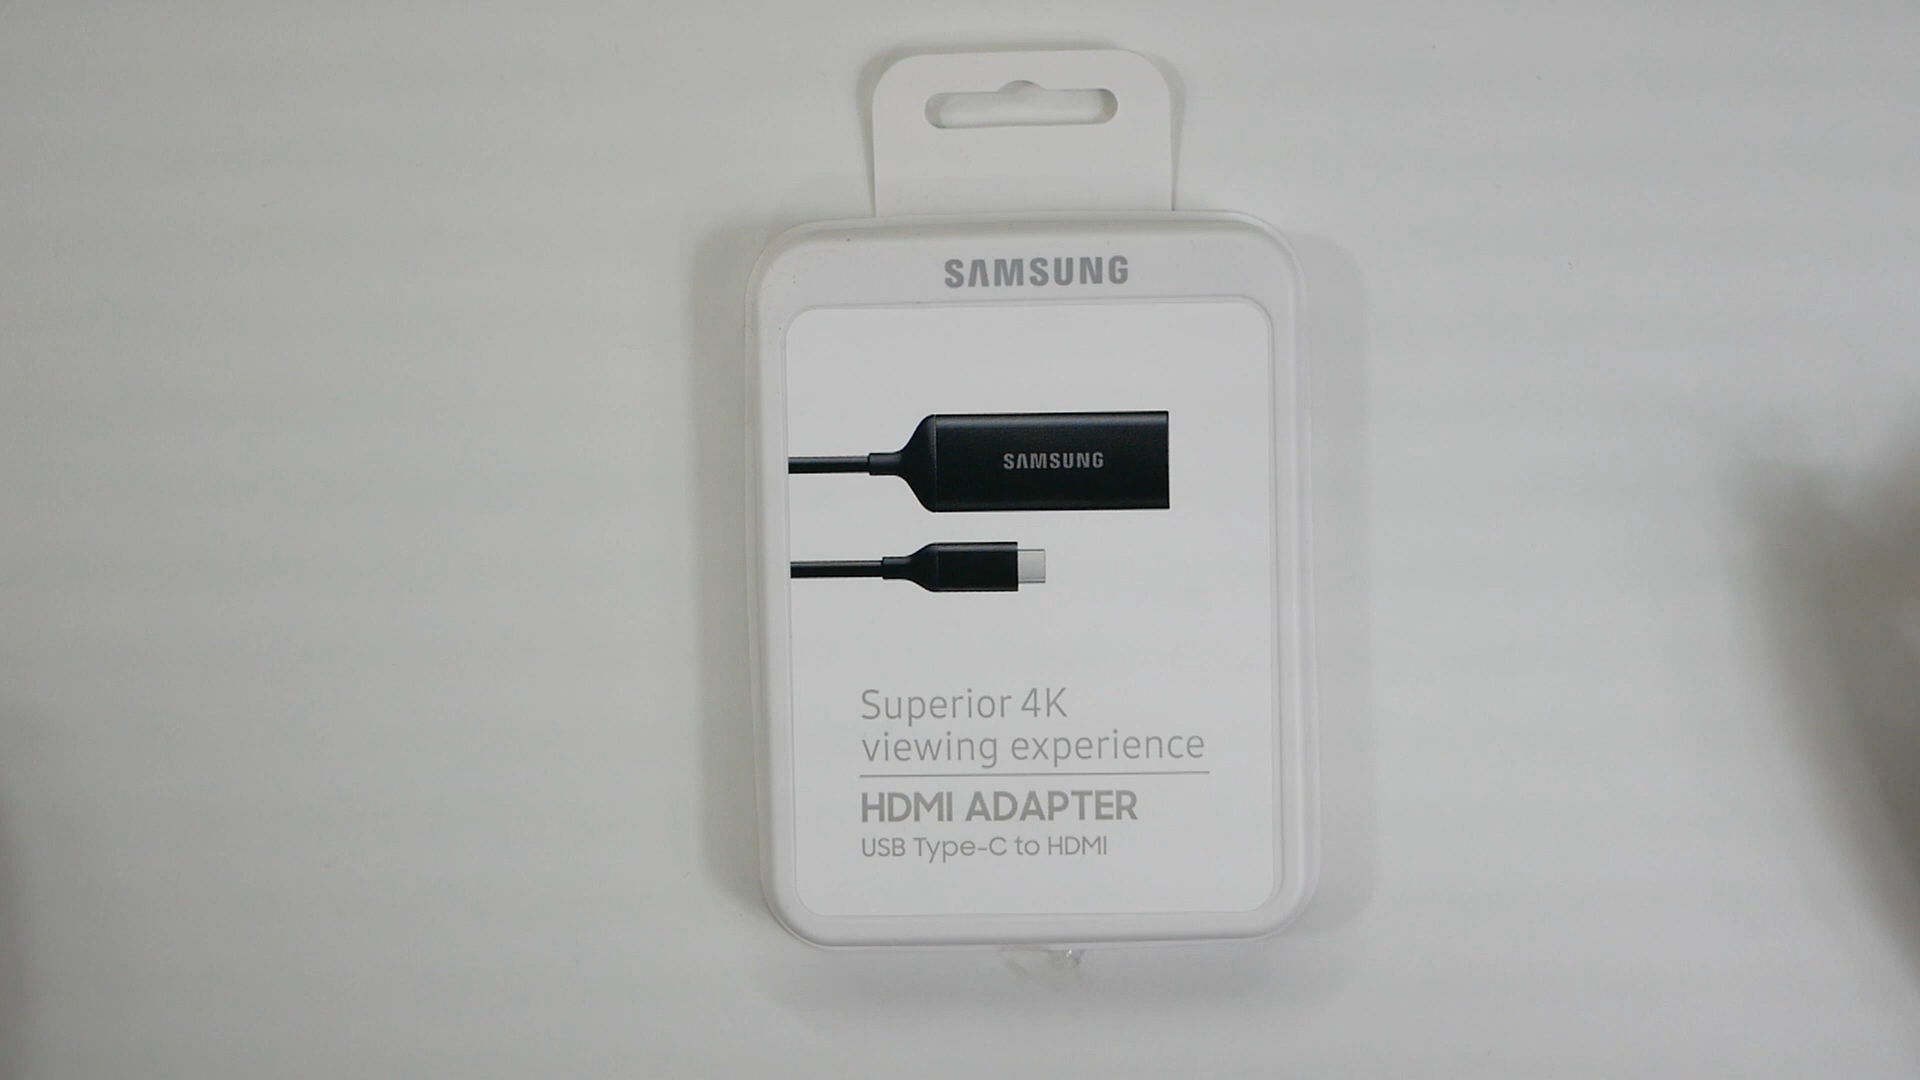 SAMSUNG
SAMSUNG
Superior 4K
viewing experience
HDMI ADAPTER
USB Type-C to HDMI